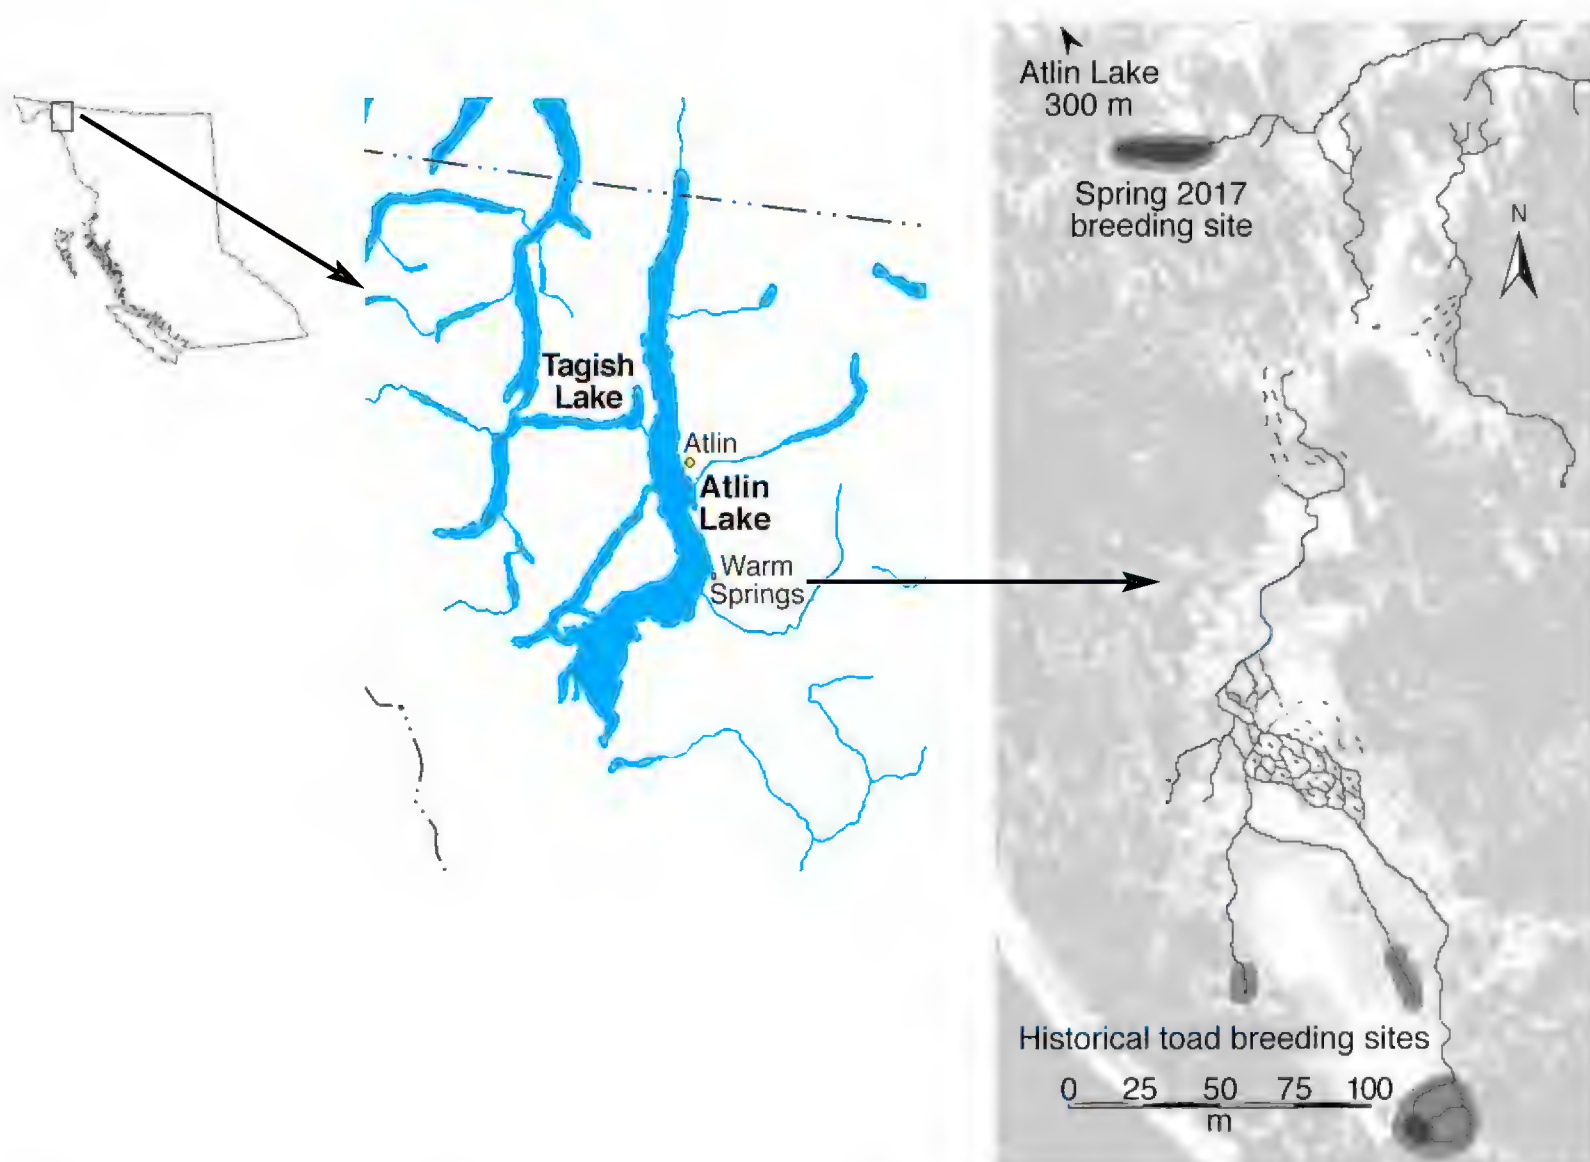 Atlin Lake
300 m
Spring 2017
breeding site
N
Tagish
Lake
Atlin
Atlin
Lake
Warm
Springs
Historical toad breeding sites
0 25 50 75 100
m